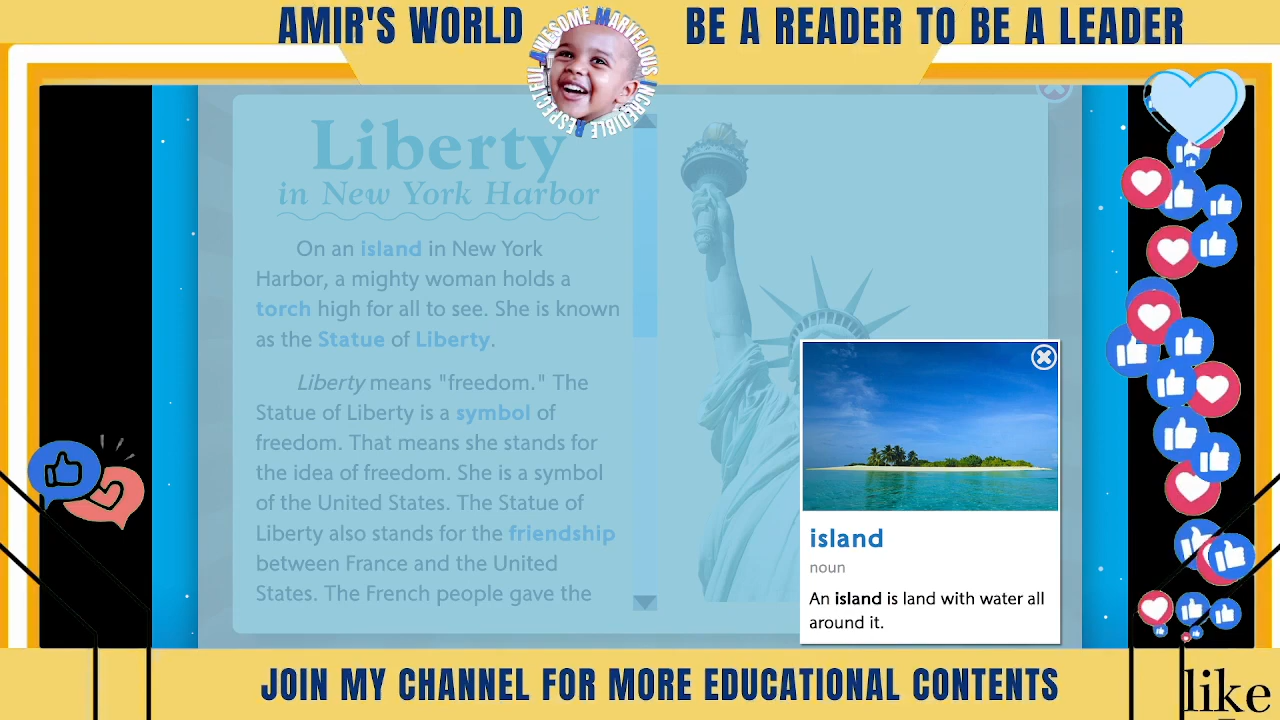 AMIR'S WORLD
BE A READER TO BE A LEADER
AWESOME MARVELOUS INCREDIBLE RESPECTFUL
Liberty
in New York Harbor
On an island in New York
Harbor, a mighty woman holds a
torch high for all to see. She is known
as the Statue of Liberty.
Liberty means "freedom." The
Statue of Liberty is a symbol of
freedom. That means she stands for
the idea of freedom. She is a symbol
of the United States. The Statue of
Liberty also stands for the friendship
between France and the United
States. The French people gave the
island
noun
An island is land with water all
around it.
JOIN MY CHANNEL FOR MORE EDUCATIONAL CONTENTS
like